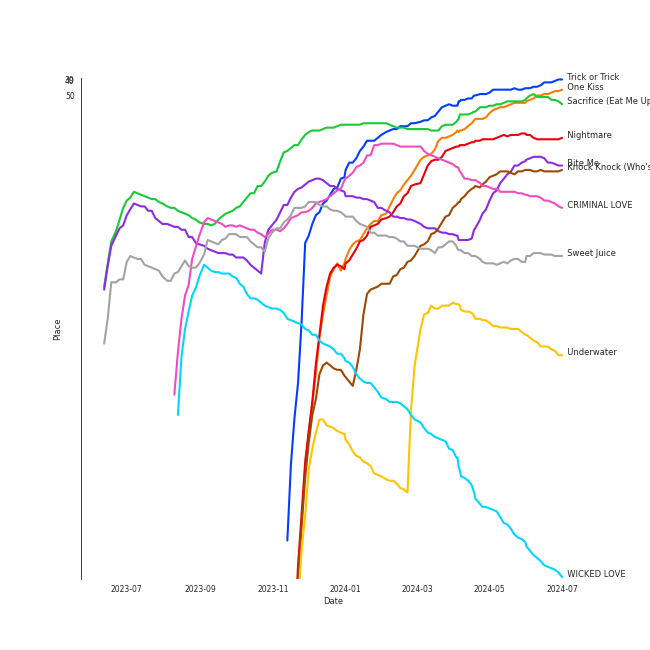 50
Trick or Trick
One Kiss
Sacrifice (Eat Me Up
Nightmare
Bite Me
Knock Knock (Who's
CRIMINAL LOVE
Sweet Juice
Underwater
WICKED LOVE
Place
2023-07
2023-09
2023-11
2024-01
2024-03
2024-05
2024-07
Date